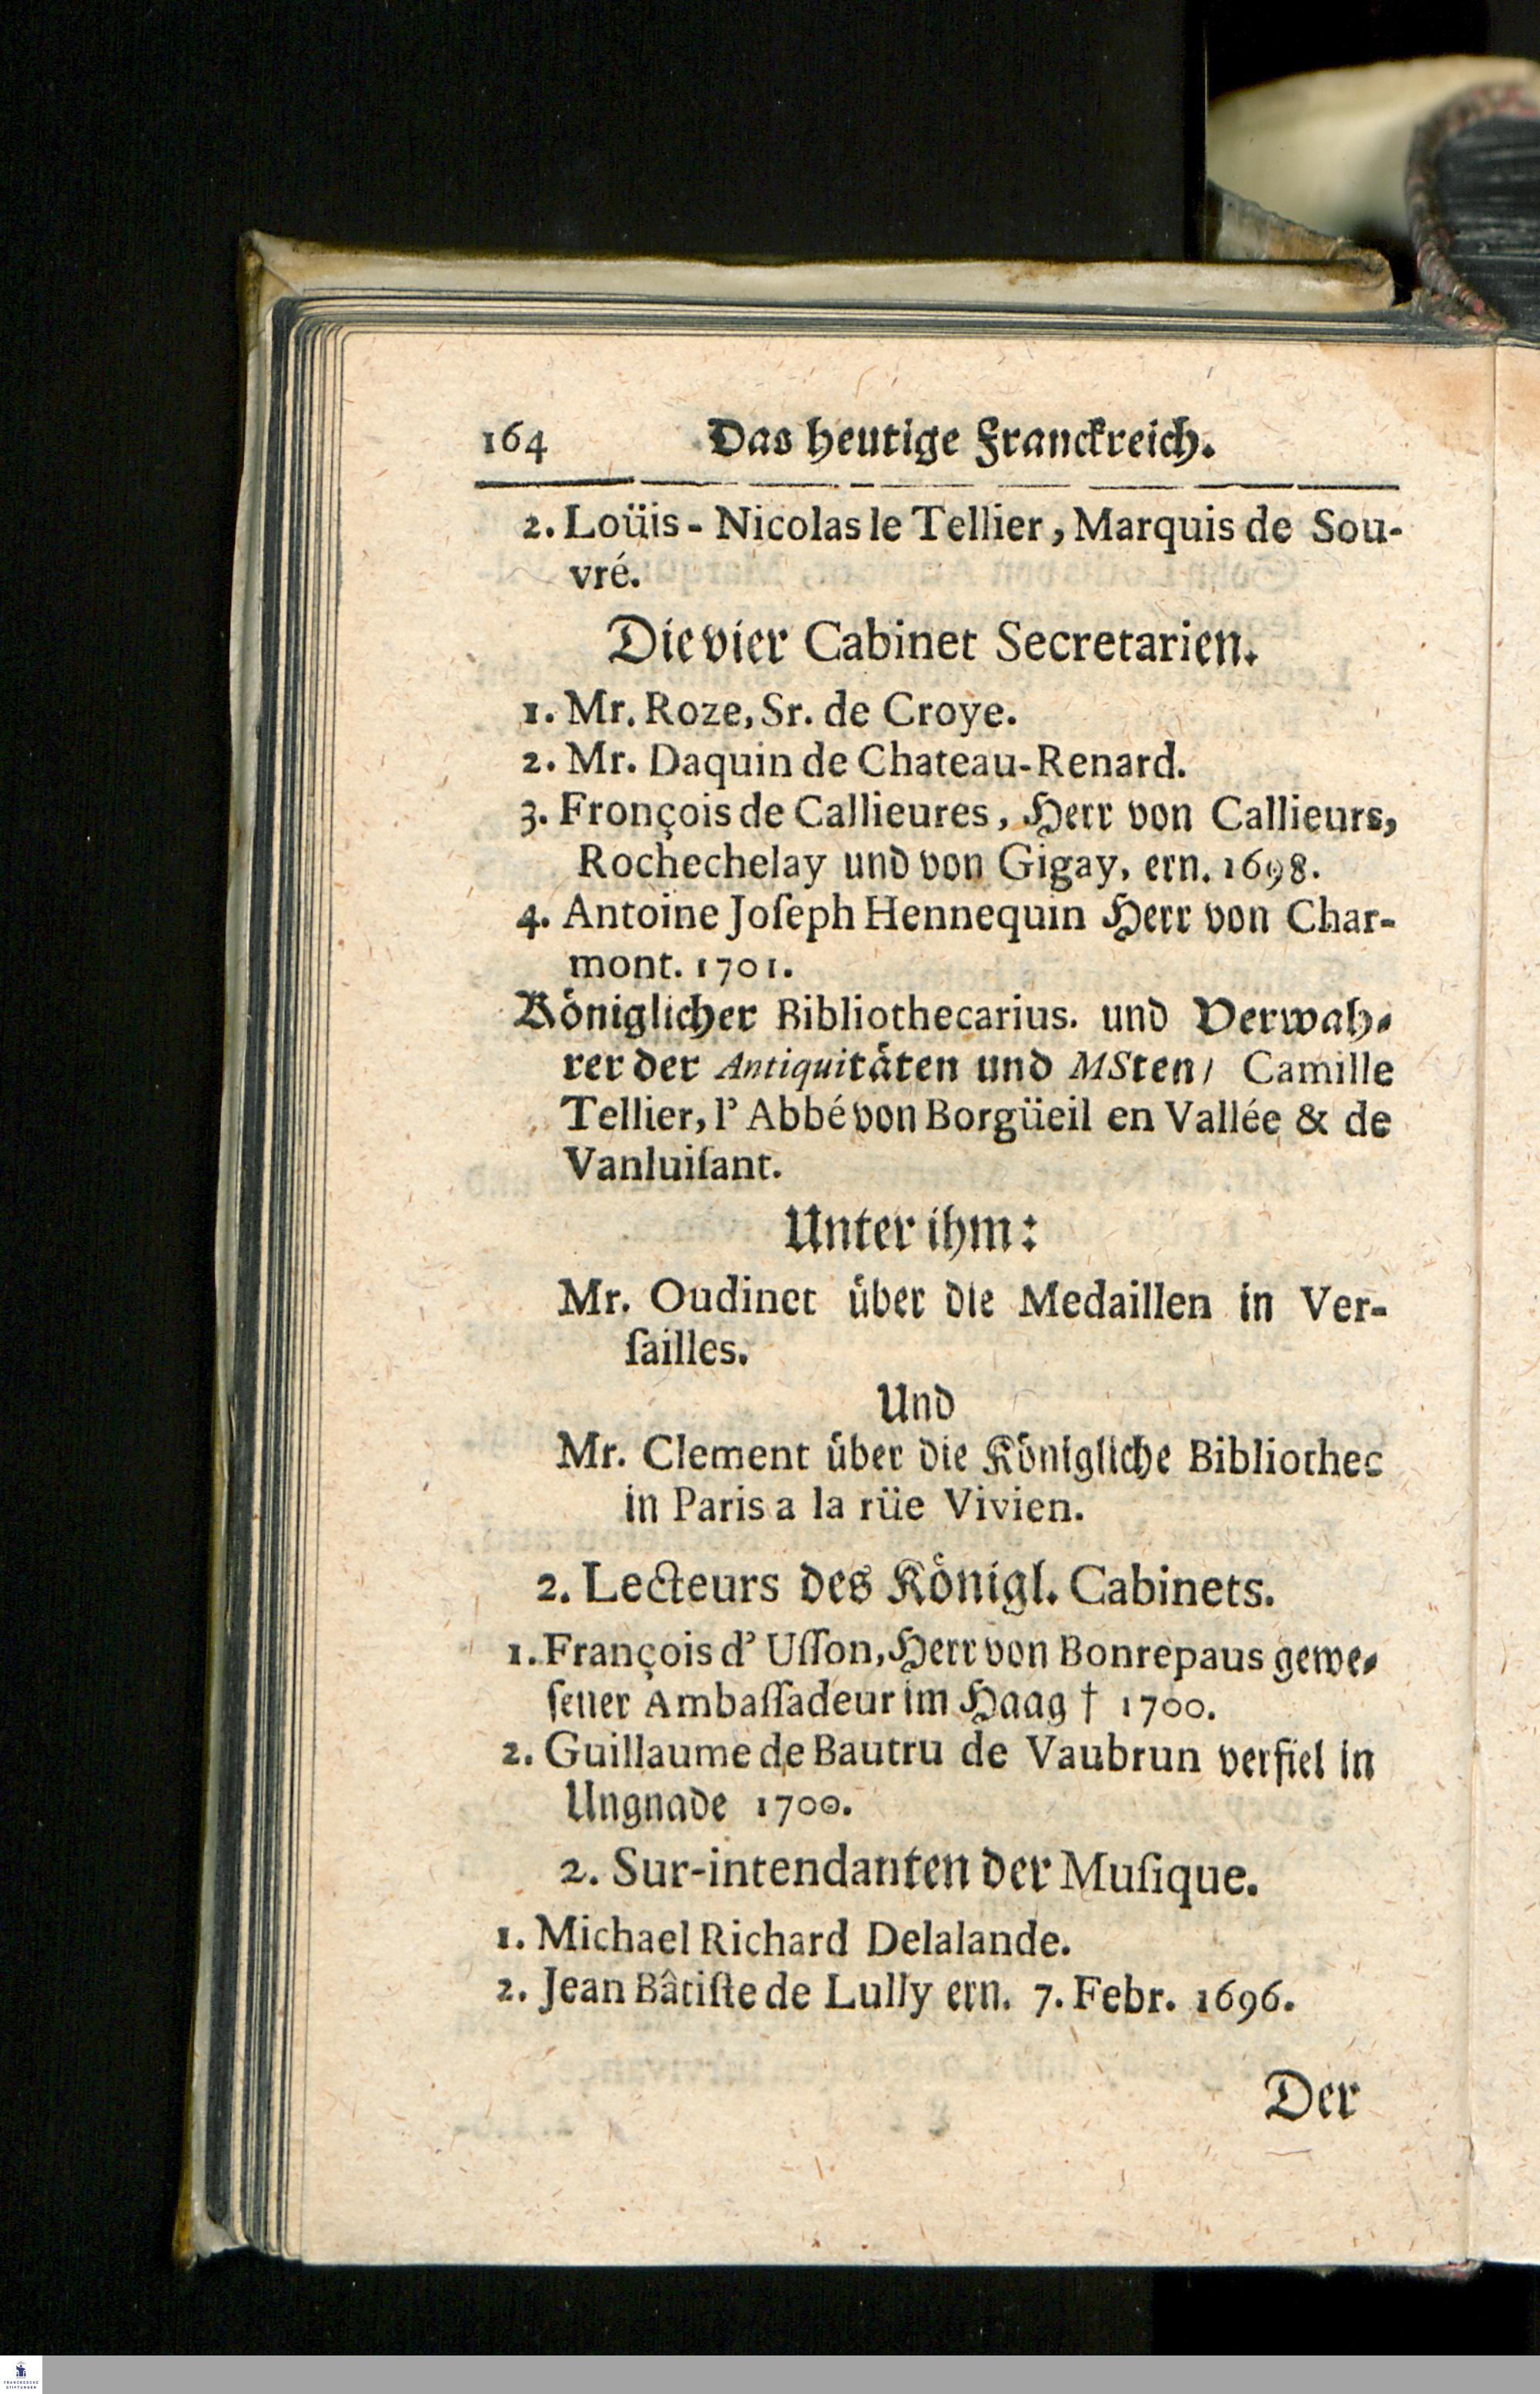 164 Das heutige Franckreich.
2. Loüis-Nicolas le Tellier, Marquis de Sou-
vré.
Die vier Cabinet Secretarien.
1. Mr. Roze, Sr. de Croye.
2. Mr. Daquin de Chateau-Renard.
3. Fronçois de Callieures, Herr von Callieurs,
Rochechelay und von Gigay, ern. 1698.
4. Antoine Joſeph Hennequin Herr von Char-
mont. 1701.
Königlicher Bibliothecarius. und Verwah-
rer der Antiquitäten und MSten/ Camille
Tellier, l' Abbé von Borgüeil en Vallée & de
Vanluiſant.
Unter ihm:
Mr. Oudinet über die Medaillen in Ver-
ſailles.
Und
Mr. Clement über die Königliche Bibliothec
in Paris a la rüe Vivien.
2. Lecteurs des Königl. Cabinets.
1. François d' Uſſon, Herr von Bonrepaus gewe-
ſener Ambaſſadeur im Haag † 1700.
2. Guillaume de Bautru de Vaubrun verfiel in
Ungnade 1700.
2. Sur-intendanten der Muſique.
1. Michael Richard Delalande.
2. Jean Bâtiſte de Lully ern. 7. Febr. 1696.
Der
FRANCKESCHE
STIFTUNGEN